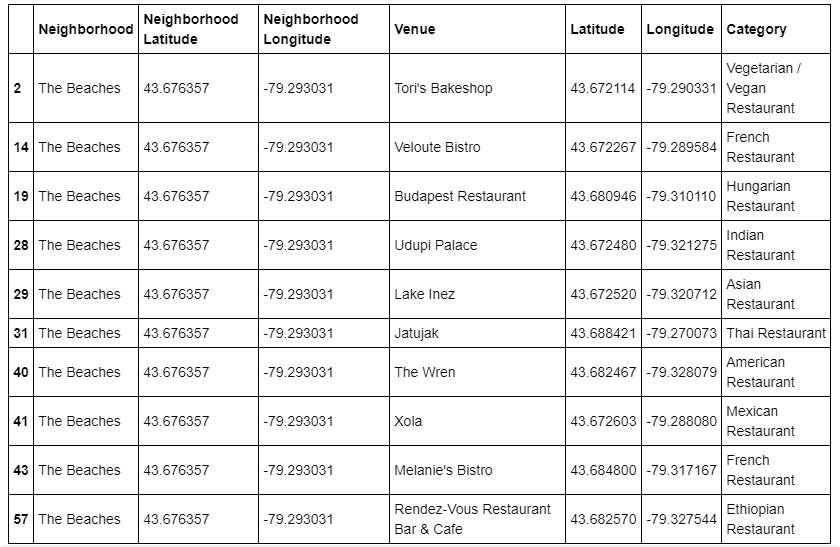 Neighborhood Neighborhood Latitude Neighborhood Longitude Venue Latitude Longitude Category
2 The Beaches 43.676357 -79.293031 Tori's Bakeshop 43.672114 -79.290331 Vegetarian / Vegan Restaurant
14 The Beaches 43.676357 -79.293031 Veloute Bistro 43.672267 -79.289584 French Restaurant
19 The Beaches 43.676357 -79.293031 Budapest Restaurant 43.680946 -79.310110 Hungarian Restaurant
28 The Beaches 43.676357 -79.293031 Udupi Palace 43.672480 -79.321275 Indian Restaurant
29 The Beaches 43.676357 -79.293031 Lake Inez 43.672520 -79.320712 Asian Restaurant
31 The Beaches 43.676357 -79.293031 Jatujak 43.688421 -79.270073 Thai Restaurant
40 The Beaches 43.676357 -79.293031 The Wren 43.682467 -79.328079 American Restaurant
41 The Beaches 43.676357 -79.293031 Xola 43.672603 -79.288080 Mexican Restaurant
43 The Beaches 43.676357 -79.293031 Melanie's Bistro 43.684800 -79.317167 French Restaurant
57 The Beaches 43.676357 -79.293031 Rendez-Vous Restaurant Bar & Cafe 43.682570 -79.327544 Ethiopian Restaurant